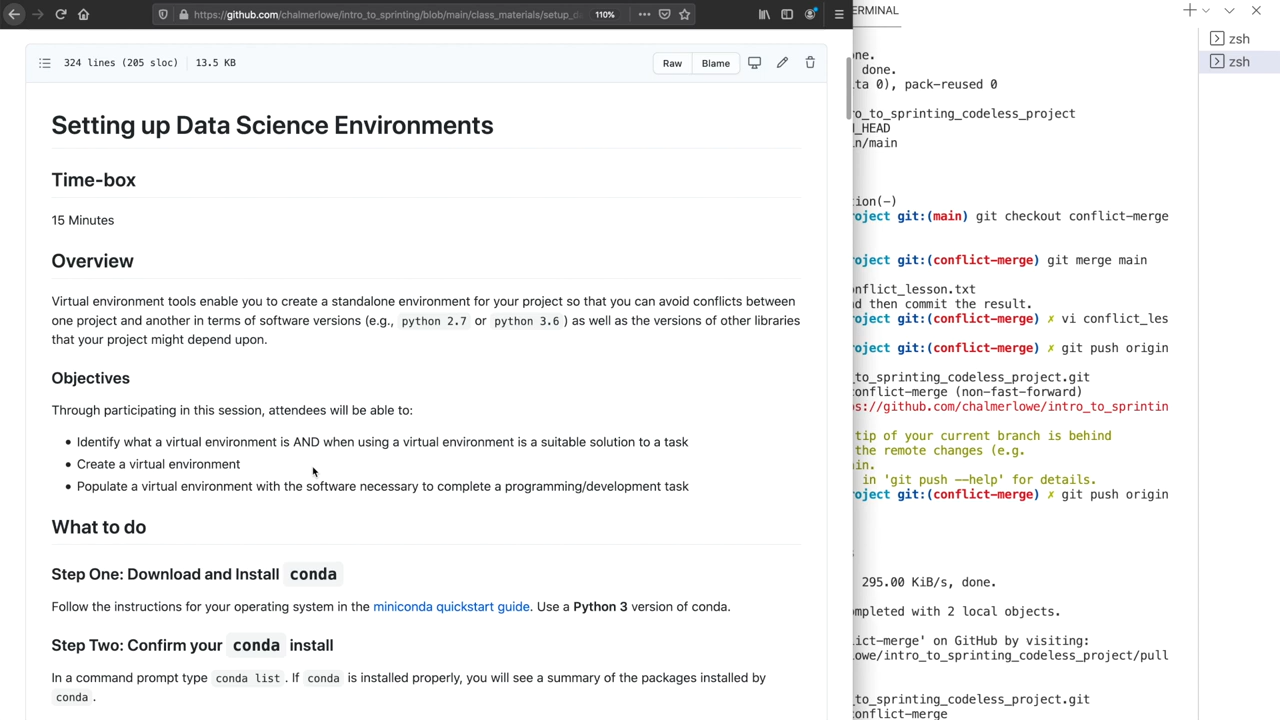 https://github.com/chalmerlowe/intro_to_sprinting/blob/main/class_materials/setup_d
110%
324 lines (205 sloc)
13.5 KB
Raw
Blame
Setting up Data Science Environments
Time-box
15 Minutes
Overview
Virtual environment tools enable you to create a standalone environment for your project so that you can avoid conflicts between
one project and another in terms of software versions (e.g., python 2.7 or python 3.6 ) as well as the versions of other libraries
that your project might depend upon.
Objectives
Through participating in this session, attendees will be able to:
• Identify what a virtual environment is AND when using a virtual environment is a suitable solution to a task
• Create a virtual environment
• Populate a virtual environment with the software necessary to complete a programming/development task
What to do
Step One: Download and Install conda
Follow the instructions for your operating system in the miniconda quickstart guide. Use a Python 3 version of conda.
Step Two: Confirm your conda install
In a command prompt type conda list . If conda is installed properly, you will see a summary of the packages installed by
conda .
ERMINAL
zsh
zsh
ne.
done.
ta 0), pack-reused 0
ro_to_sprinting_codeless_project
_HEAD
n/main
tion(-)
oject git:(main) git checkout conflict-merge
oject git:(conflict-merge) git merge main
nflict_lesson.txt
d then commit the result.
oject git:(conflict-merge) ✗ vi conflict_les
oject git:(conflict-merge) ✗ git push origin
_to_sprinting_codeless_project.git
conflict-merge (non-fast-forward)
s://github.com/chalmerlowe/intro_to_sprintin
tip of your current branch is behind
the remote changes (e.g.
in.
in 'git push --help' for details.
oject git:(conflict-merge) ✗ git push origin
295.00 KiB/s, done.
ompleted with 2 local objects.
ict-merge' on GitHub by visiting:
owe/intro_to_sprinting_codeless_project/pull
_to_sprinting_codeless_project.git
onflict-merge